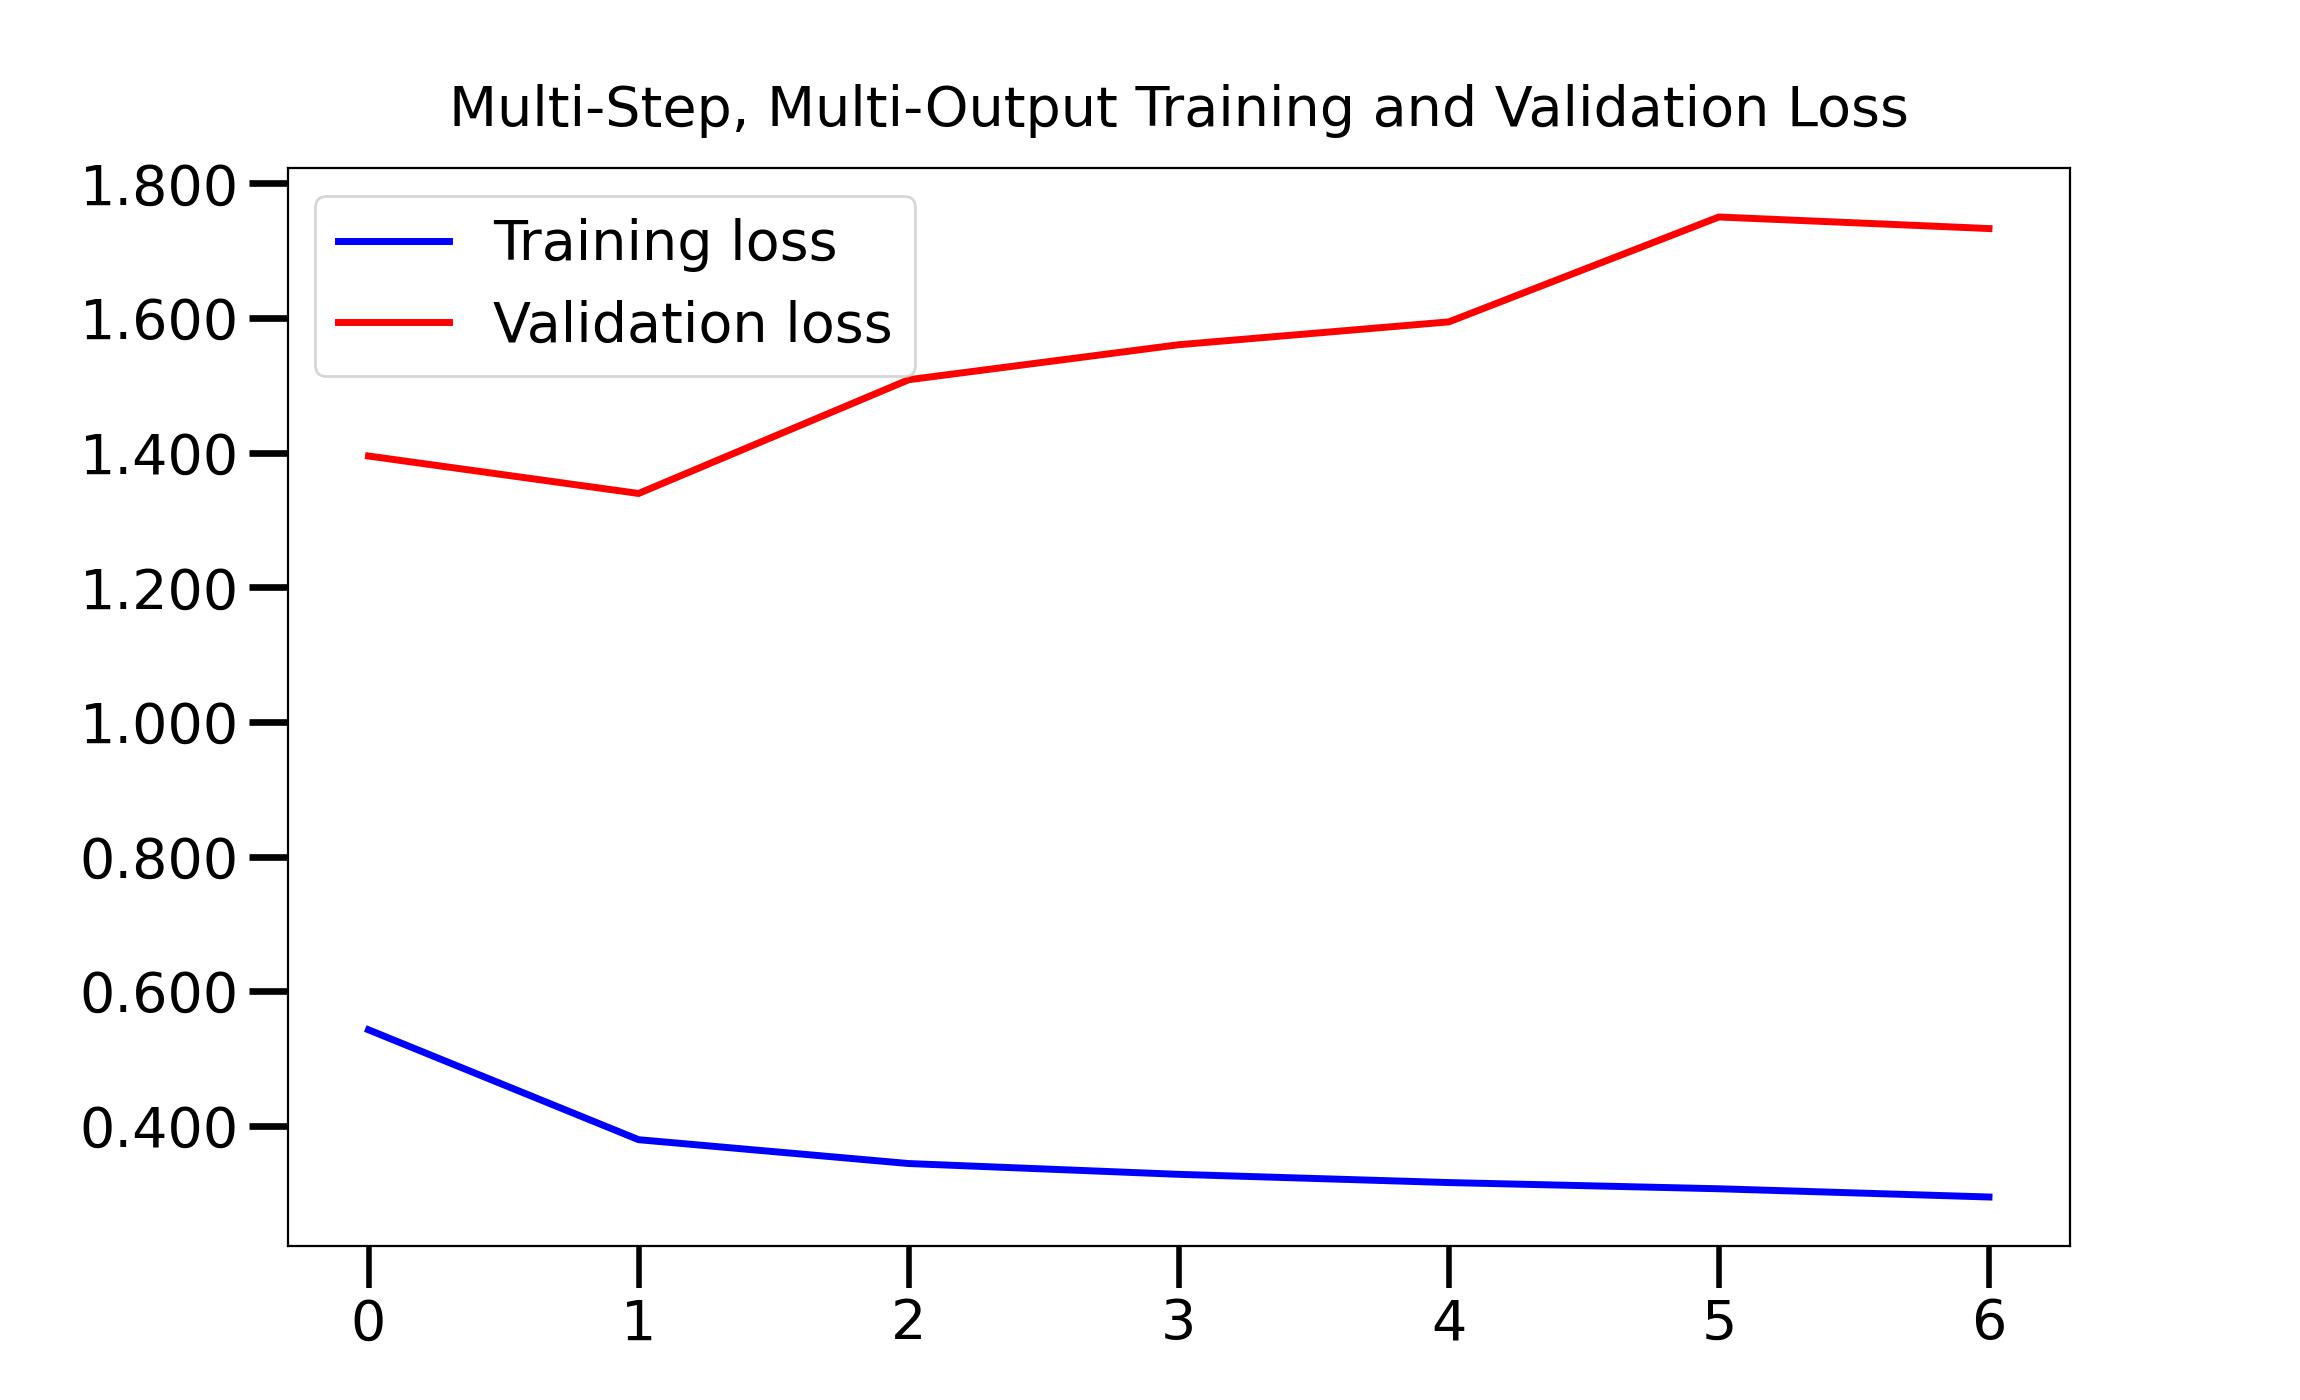 Multi-Step, Multi-Output Training and Validation Loss
1.800
1.600
1.400
1.200
1.000
0.800
0.600
0.400
Training loss
Validation loss
0 1 2 3 4 5 6